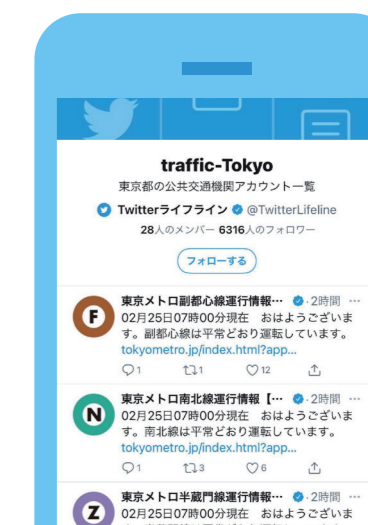 traffic-Tokyo
東京都の公共交通機関アカウント一覧
Twitterライフライン @TwitterLifeline
28人のメンバー 6316人のフォロワー
フォローする
F
東京メトロ副都心線運行情報… ·2時間 …
02月25日07時00分現在 おはようございま
す。副都心線は平常どおり運転しています。
tokyometro.jp/index.html?app...
1 1 12
N
東京メトロ南北線運行情報【… ·2時間 …
02月25日07時00分現在 おはようございま
す。南北線は平常どおり運転しています。
tokyometro.jp/index.html?app...
1 3 6
Z
東京メトロ半蔵門線運行情報… ·2時間 …
02月25日07時00分現在 おはようございま